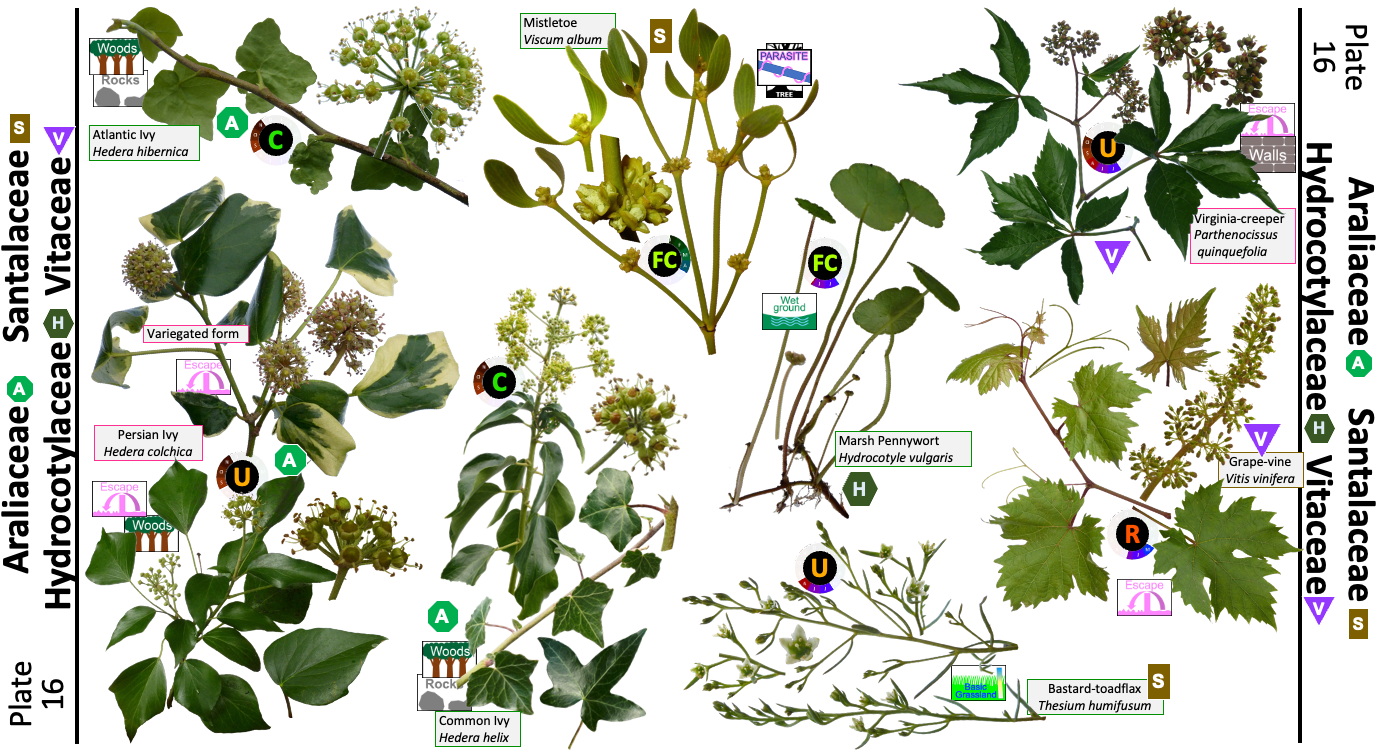 Plate
16
Araliaceae A Santalaceae S
Hydrocotylaceae H Vitaceae V
Woods
Rocks
Atlantic Ivy
Hedera hibernica
A
C
Mistletoe
Viscum album
S
PARASITE
TREE
FC
FC
Wet
ground
Marsh Pennywort
Hydrocotyle vulgaris
H
U
Escape
Walls
Virginia-creeper
Parthenocissus
quinquefolia
V
Variegated form
Escape
Persian Ivy
Hedera colchica
U
A
Escape
Woods
C
A
Woods
Rocks
Common Ivy
Hedera helix
U
Basic
Grassland
Bastard-toadflax
Thesium humifusum
S
V
Grape-vine
Vitis vinifera
R
Escape
Plate
16
Araliaceae A Santalaceae S
Hydrocotylaceae H Vitaceae V